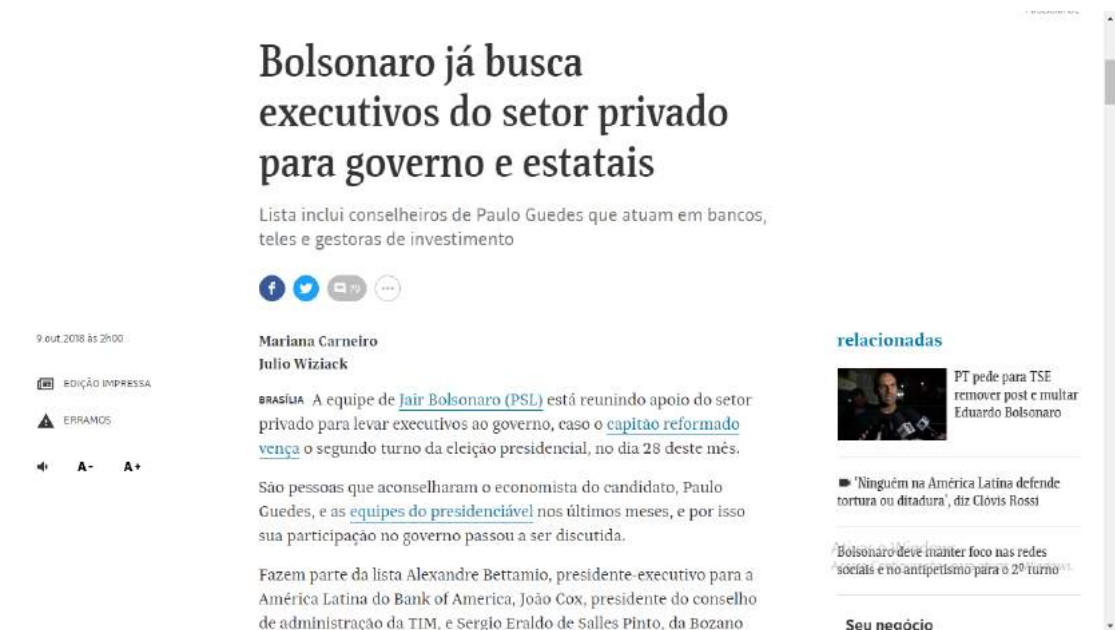 Bolsonaro já busca
executivos do setor privado
para governo e estatais
Lista inclui conselheiros de Paulo Guedes que atuam em bancos,
teles e gestoras de investimento
79
9.out.2018 às 2h00
EDIÇÃO IMPRESSA
ERRAMOS
A- A+
Mariana Carneiro
Julio Wiziack
BRASÍLIA A equipe de Jair Bolsonaro (PSL) está reunindo apoio do setor
privado para levar executivos ao governo, caso o capitão reformado
vença o segundo turno da eleição presidencial, no dia 28 deste mês.
São pessoas que aconselharam o economista do candidato, Paulo
Guedes, e as equipes do presidenciável nos últimos meses, e por isso
sua participação no governo passou a ser discutida.
Fazem parte da lista Alexandre Bettamio, presidente-executivo para a
América Latina do Bank of America, João Cox, presidente do conselho
de administração da TIM, e Sergio Eraldo de Salles Pinto, da Bozano
relacionadas
PT pede para TSE
remover post e multar
Eduardo Bolsonaro
'Ninguém na América Latina defende
tortura ou ditadura', diz Clóvis Rossi
Bolsonaro deve manter foco nas redes
sociais e no antipetismo para o 2º turno
Seu negócio